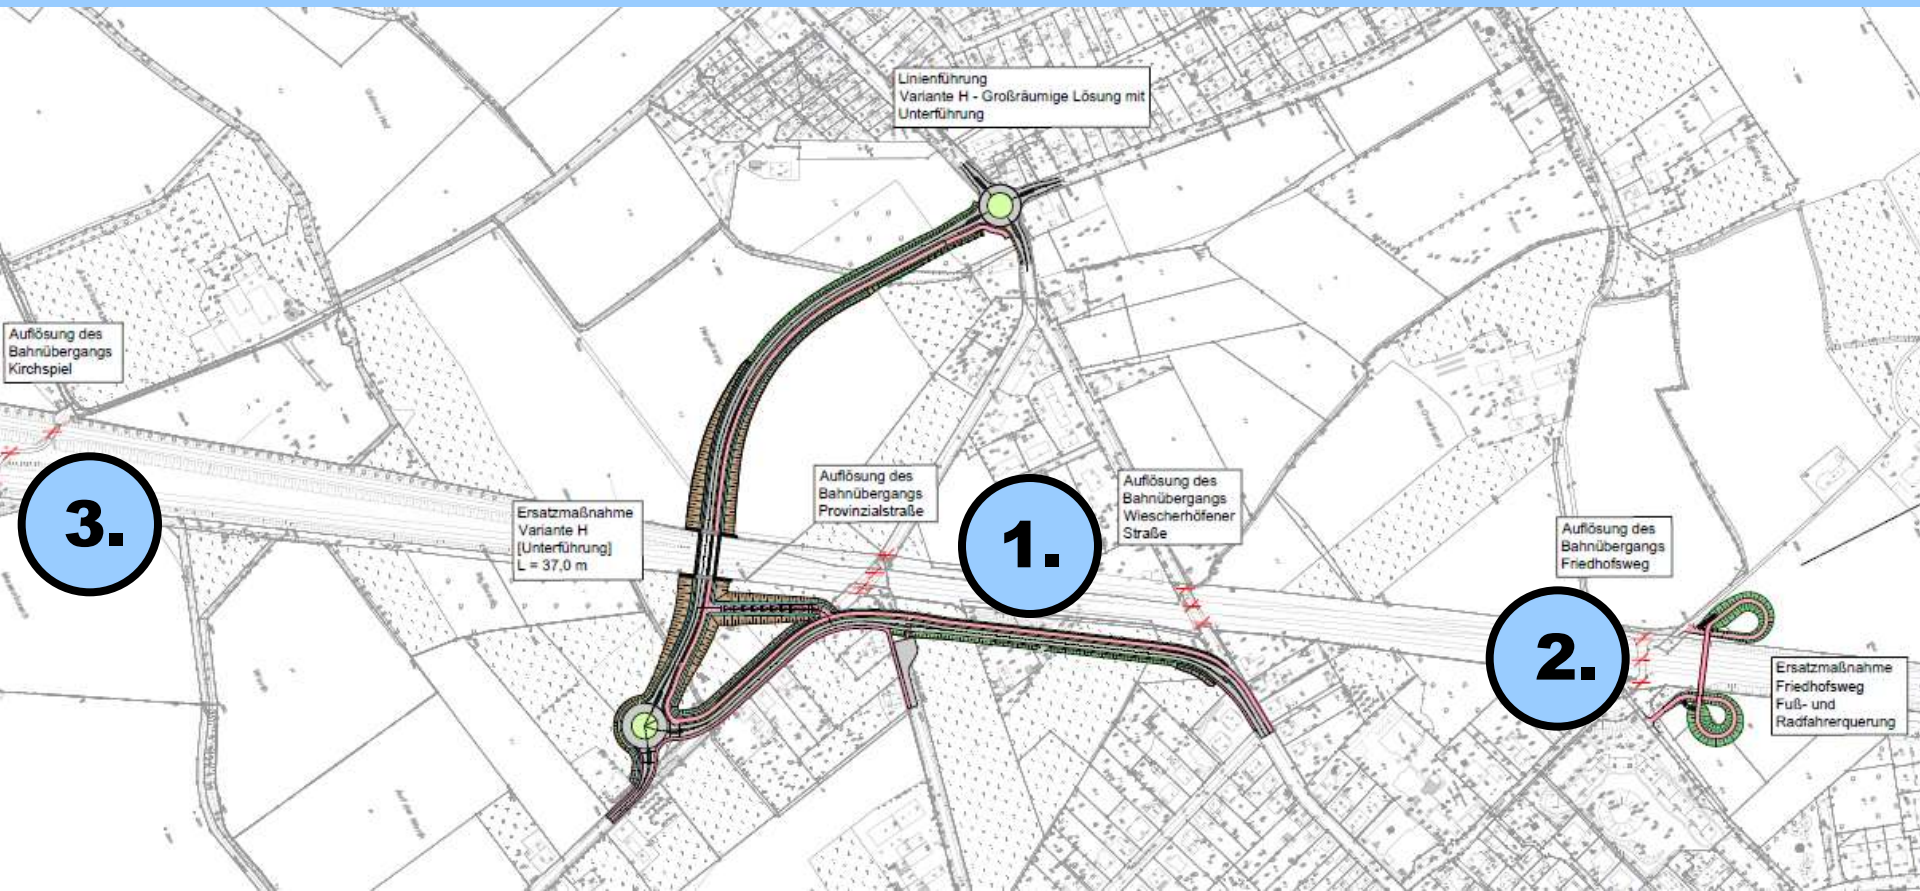 Linienführung
Variante H - Großräumige Lösung mit
Unterführung
Auflösung des
Bahnübergangs
Kirchspiel
3.
Ersatzmaßnahme
Variante H
[Unterführung]
L = 37,0 m
Auflösung des
Bahnübergangs
Provinzialstraße
1.
Auflösung des
Bahnübergangs
Wiescherhöfener
Straße
Auflösung des
Bahnübergangs
Friedhofsweg
2.
Ersatzmaßnahme
Friedhofsweg
Fuß- und
Radfahrerquerung